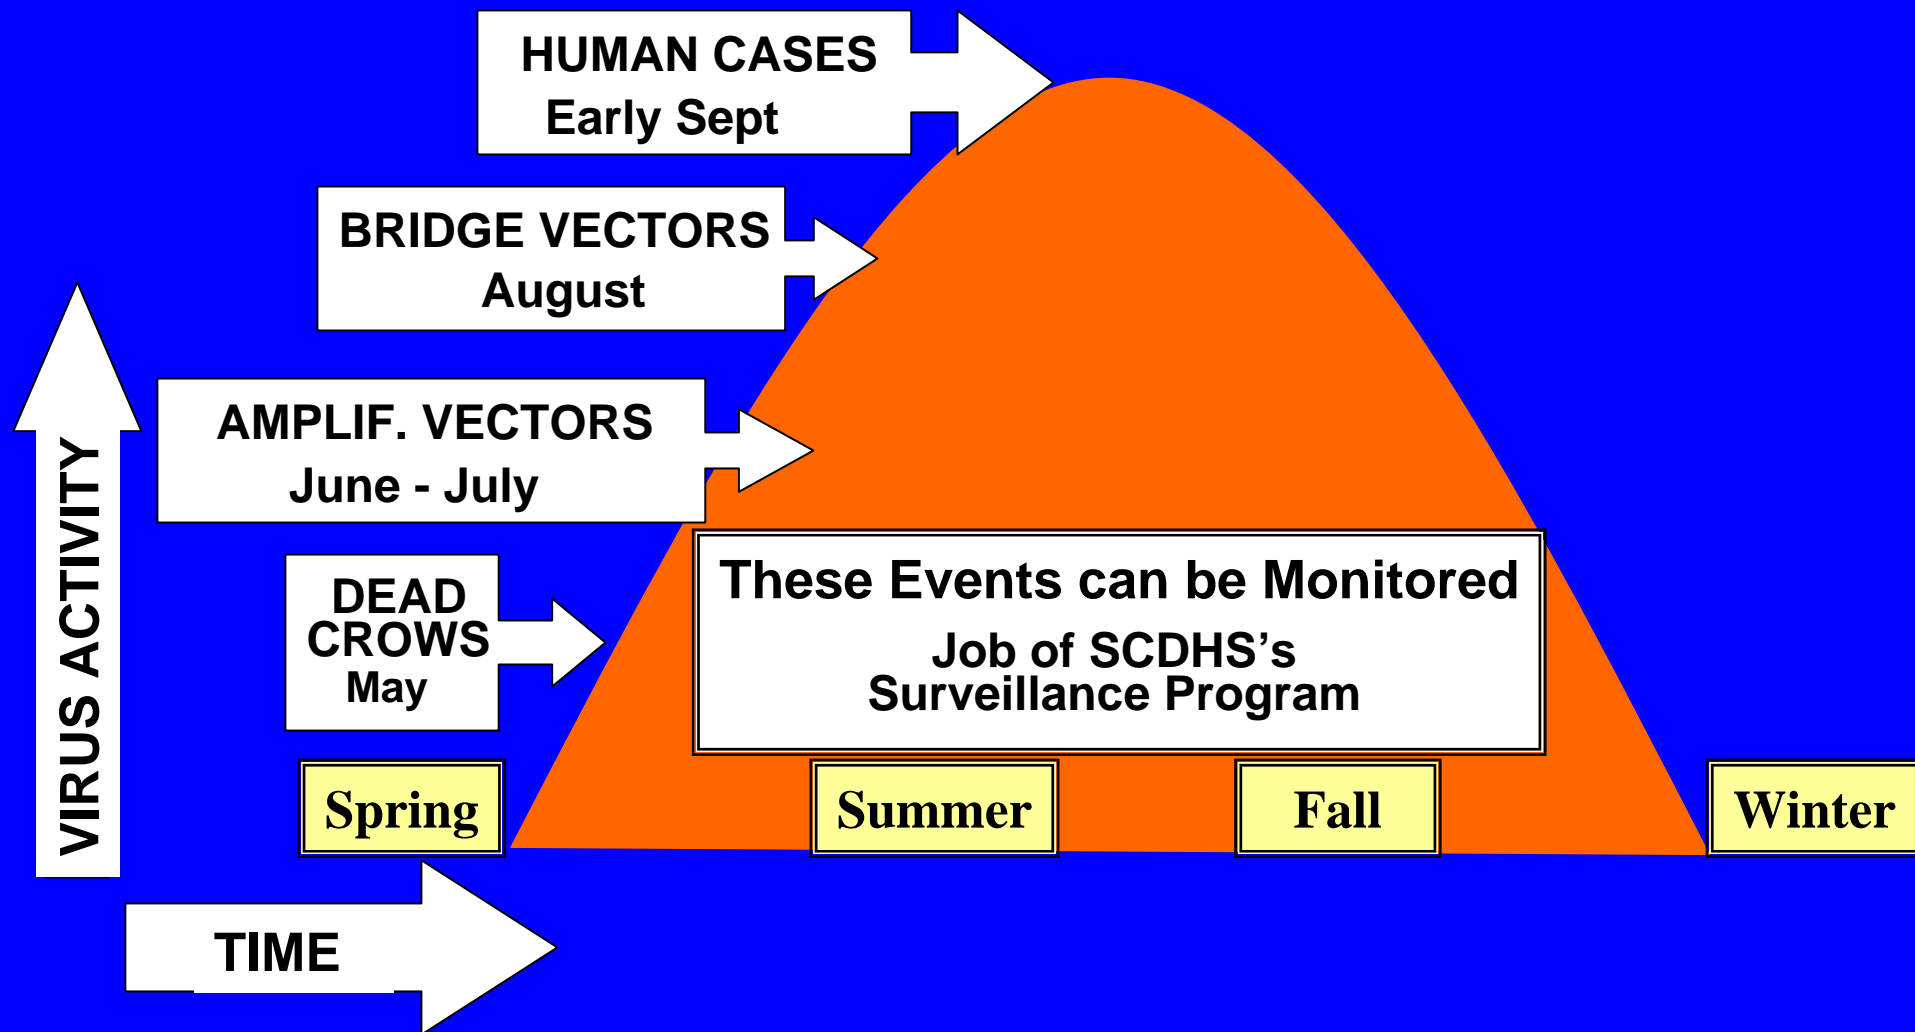 HUMAN CASES
Early Sept
BRIDGE VECTORS
August
AMPLIF. VECTORS
June - July
DEAD
CROWS
May
These Events can be Monitored
Job of SCDHS's
Surveillance Program
VIRUS ACTIVITY
Spring
Summer
Fall
Winter
TIME